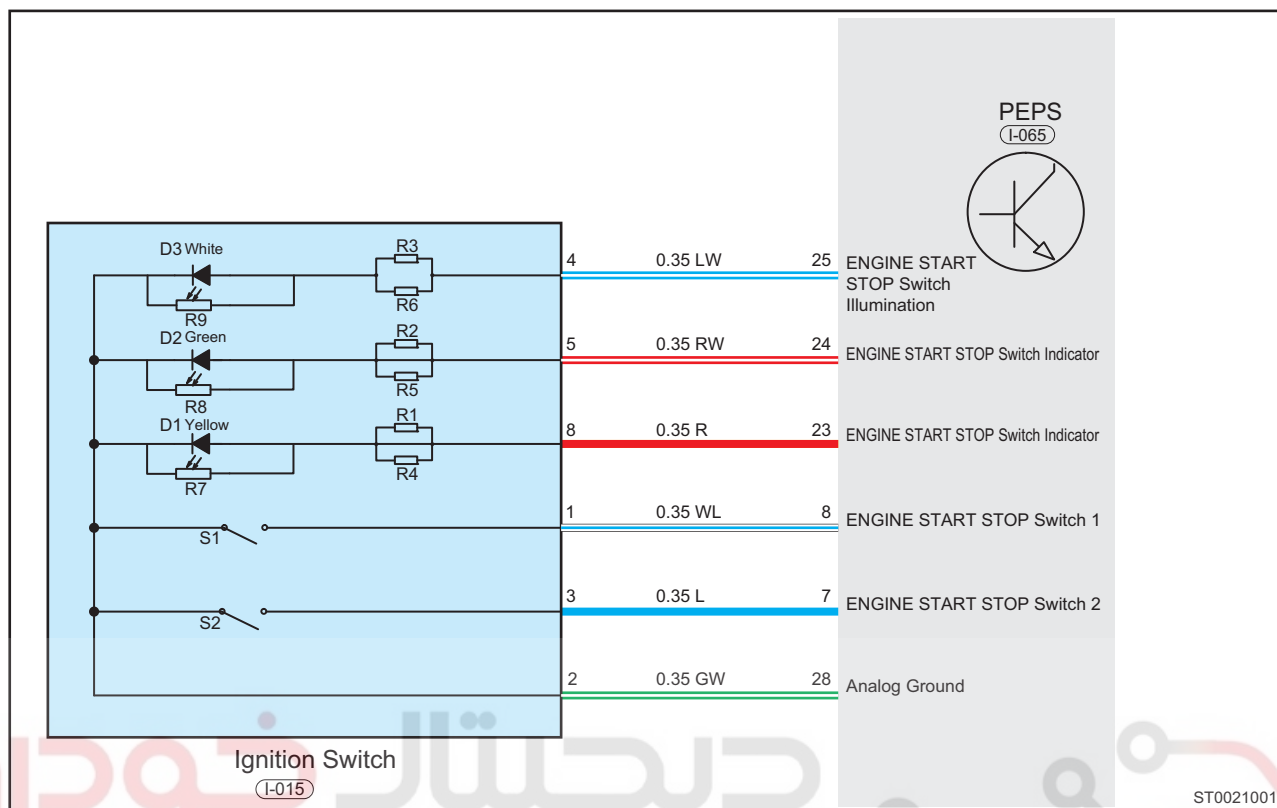 PEPS
I-065
D3 White
R3
R6
R9
4 0.35 LW 25
ENGINE START
STOP Switch
Illumination
D2 Green
R2
R5
R8
5 0.35 RW 24 ENGINE START STOP Switch Indicator
D1 Yellow
R1
R4
R7
8 0.35 R 23 ENGINE START STOP Switch Indicator
S1
1 0.35 WL 8 ENGINE START STOP Switch 1
S2
3 0.35 L 7 ENGINE START STOP Switch 2
2 0.35 GW 28 Analog Ground
Ignition Switch
I-015
دیجیتال خودرو
ST0021001